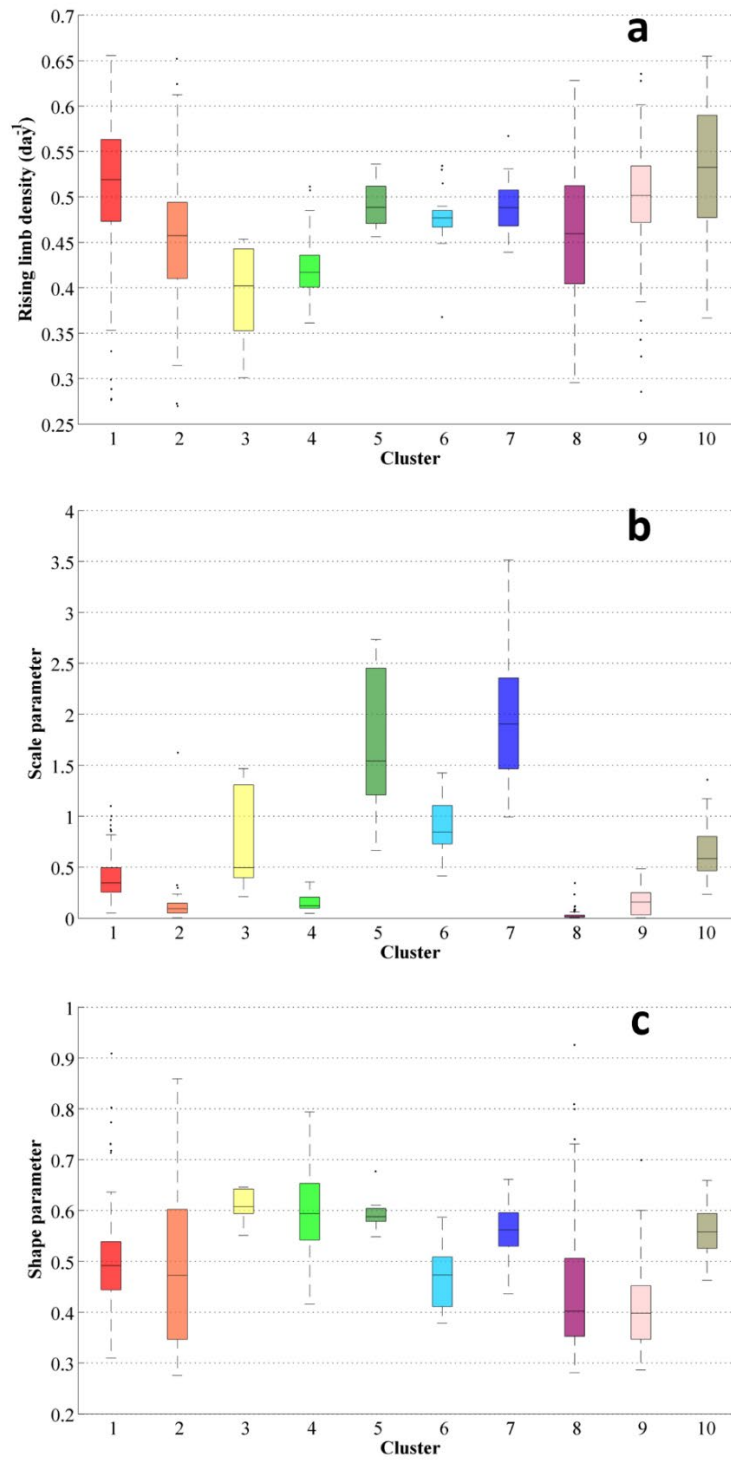 a
Rising limb density (day-1)
0.7
0.65
0.6
0.55
0.5
0.45
0.4
0.35
0.3
0.25
1 2 3 4 5 6 7 8 9 10
Cluster
b
Scale parameter
4
3.5
3
2.5
2
1.5
1
0.5
0
1 2 3 4 5 6 7 8 9 10
Cluster
c
Shape parameter
1
0.9
0.8
0.7
0.6
0.5
0.4
0.3
0.2
1 2 3 4 5 6 7 8 9 10
Cluster